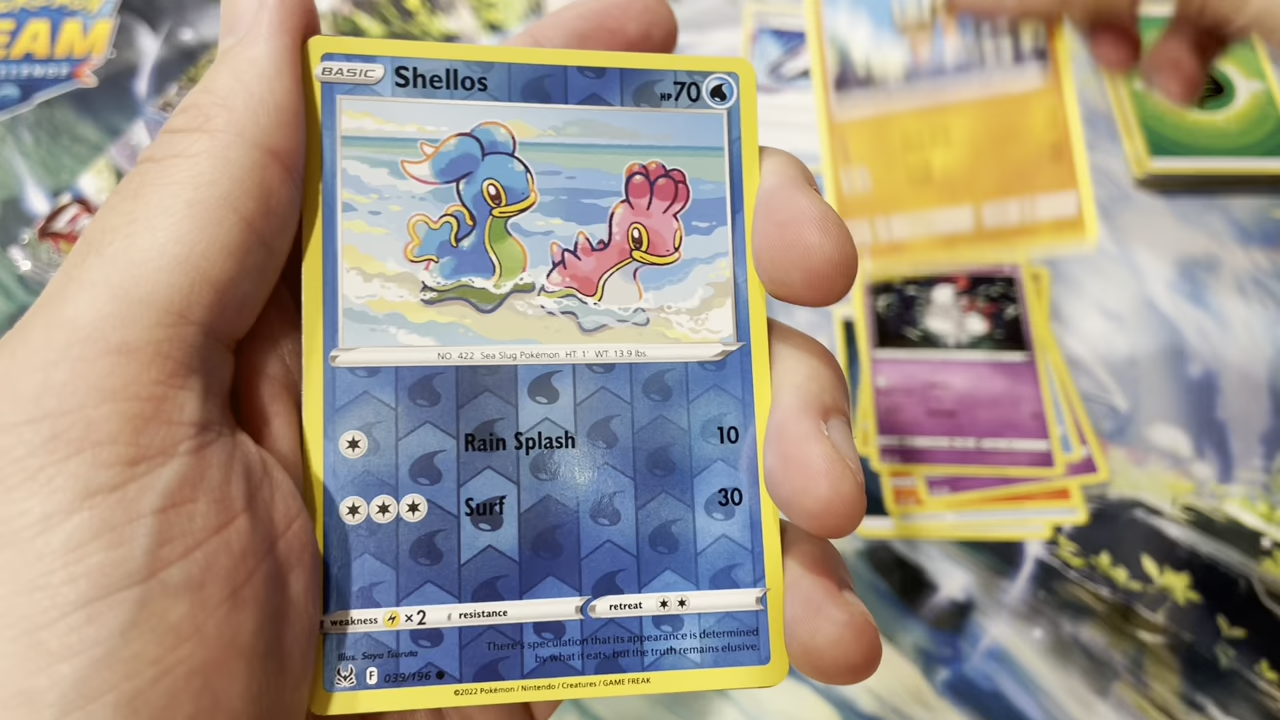 EAM
BASIC
Shellos
HP 70
NO. 422 Sea Slug Pokémon HT: 1' WT: 13.9 lbs.
Rain Splash 10
Surf 30
weakness ×2 resistance retreat
There's speculation that its appearance is determined
by what it eats, but the truth remains elusive.
Illus. Saya Tsuruta
F 039/196
©2022 Pokémon / Nintendo / Creatures / GAME FREAK